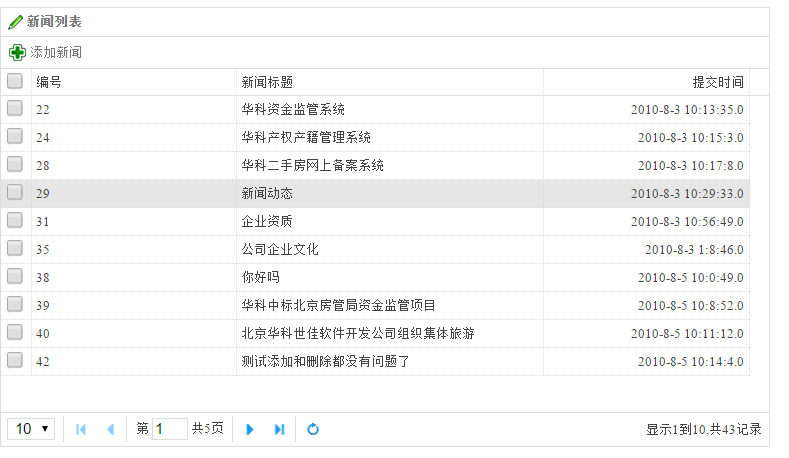 新闻列表
添加新闻
编号 新闻标题 提交时间
22 华科资金监管系统 2010-8-3 10:13:35.0
24 华科产权产籍管理系统 2010-8-3 10:15:3.0
28 华科二手房网上备案系统 2010-8-3 10:17:8.0
29 新闻动态 2010-8-3 10:29:33.0
31 企业资质 2010-8-3 10:56:49.0
35 公司企业文化 2010-8-3 1:8:46.0
38 你好吗 2010-8-5 10:0:49.0
39 华科中标北京房管局资金监管项目 2010-8-5 10:8:52.0
40 北京华科世佳软件开发公司组织集体旅游 2010-8-5 10:11:12.0
42 测试添加和删除都没有问题了 2010-8-5 10:14:4.0
10 第 1 共5页 显示1到10,共43记录